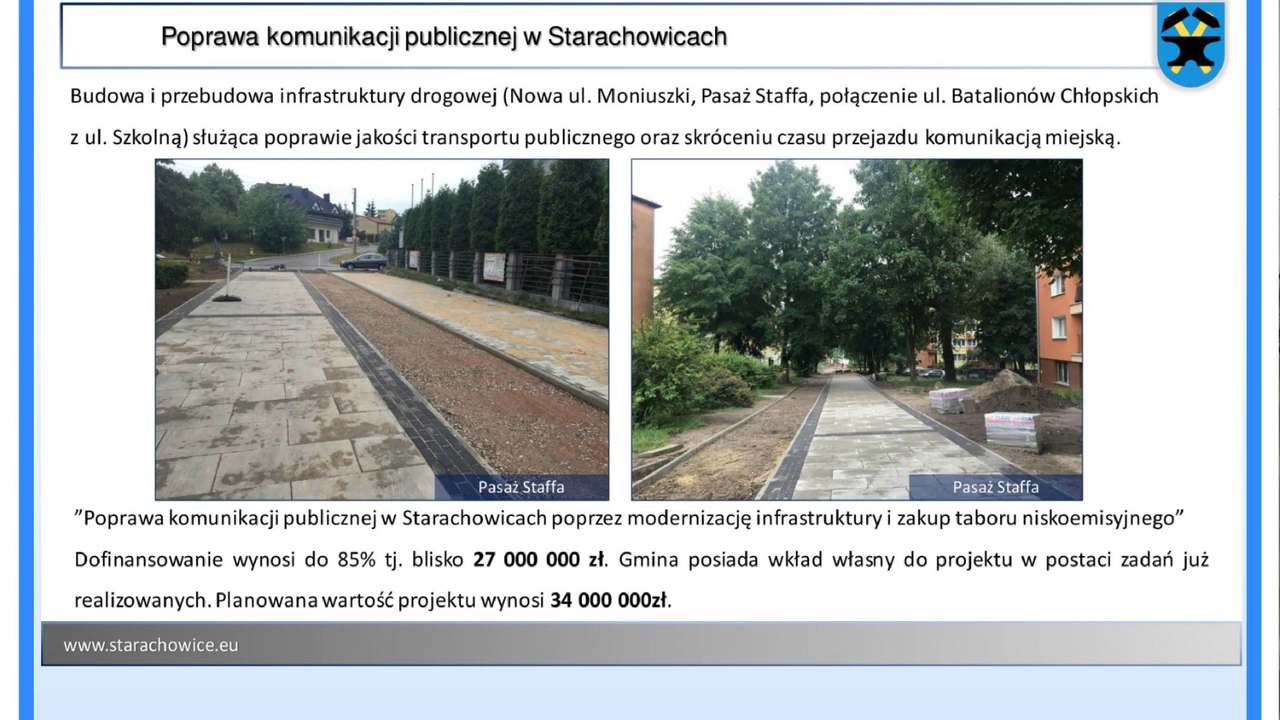 Poprawa komunikacji publicznej w Starachowicach
Budowa i przebudowa infrastruktury drogowej (Nowa ul. Moniuszki, Pasaż Staffa, połączenie ul. Batalionów Chłopskich
z ul. Szkolną) służąca poprawie jakości transportu publicznego oraz skróceniu czasu przejazdu komunikacją miejską.
Pasaż Staffa
Pasaż Staffa
”Poprawa komunikacji publicznej w Starachowicach poprzez modernizację infrastruktury i zakup taboru niskoemisyjnego”
Dofinansowanie wynosi do 85% tj. blisko 27 000 000 zł. Gmina posiada wkład własny do projektu w postaci zadań już
realizowanych. Planowana wartość projektu wynosi 34 000 000zł.
www.starachowice.eu